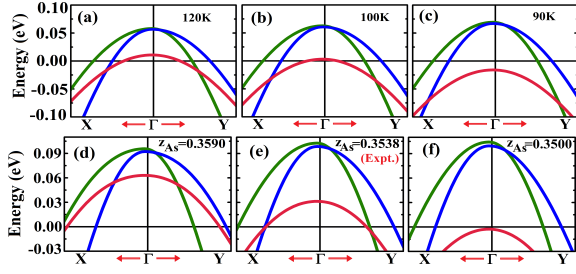 (a) 120K
(b) 100K
(c) 90K
Energy (eV)
0.10
0.05
0.00
-0.05
-0.10
X ← Γ → Y
X ← Γ → Y
X ← Γ → Y
(d) zAs=0.3590
(e) zAs=0.3538
(Expt.)
(f) zAs=0.3500
Energy (eV)
0.09
0.06
0.03
0.00
-0.03
X ← Γ → Y
X ← Γ → Y
X ← Γ → Y